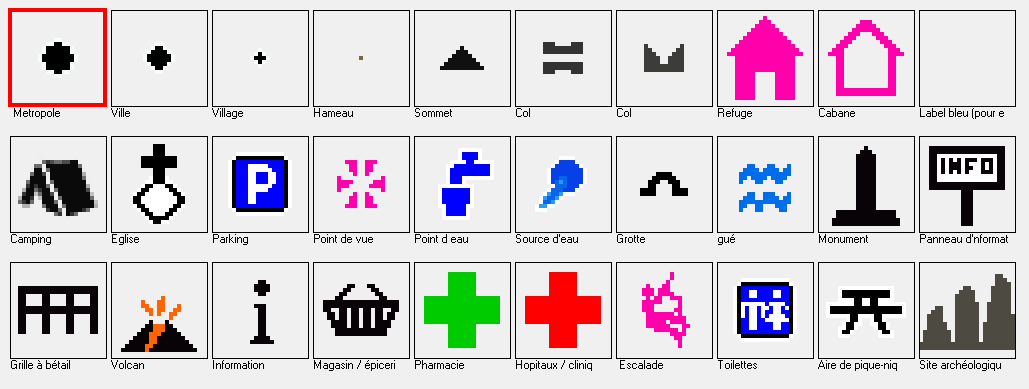 Metropole Ville Village Hameau Sommet Col Col Refuge Cabane Label bleu (pour e
P INFO
Camping Eglise Parking Point de vue Point d eau Source d'eau Grotte gué Monument Panneau d'nformat
i
Grille à bétail Volcan Information Magasin / épiceri Pharmacie Hopitaux / cliniq Escalade Toilettes Aire de pique-niq Site archéologiqu